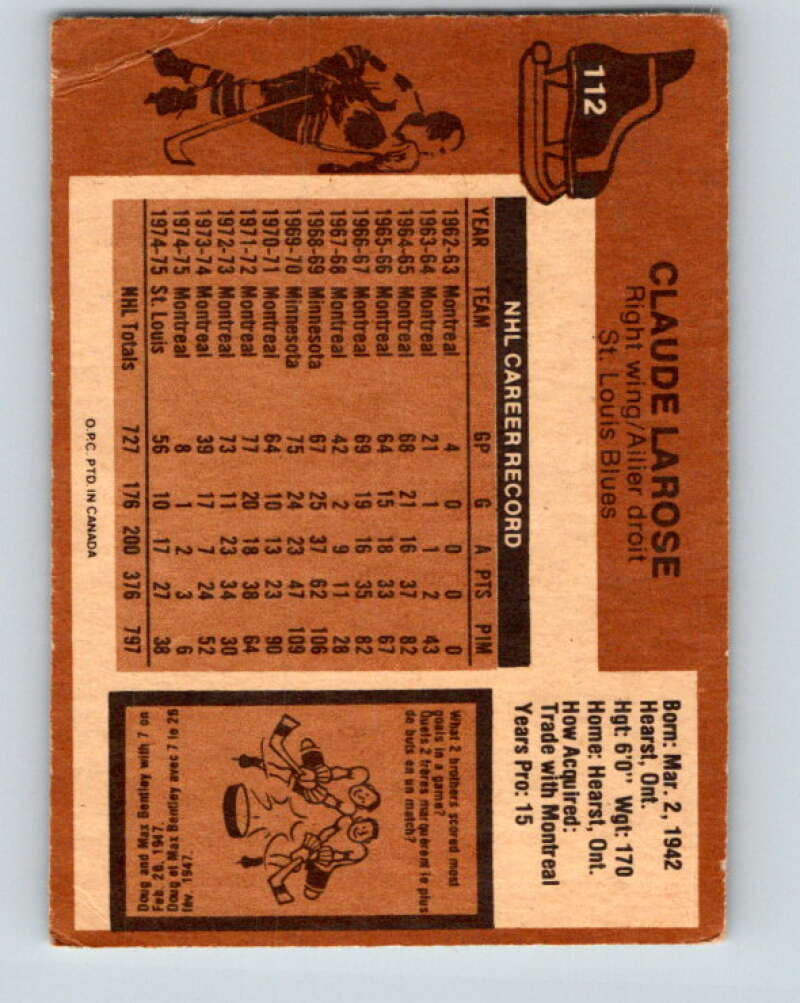 112
CLAUDE LAROSE
Right wing/Ailier droit
St. Louis Blues
Born: Mar. 2, 1942
Hearst, Ont.
Hgt: 6'0" Wgt: 170
Home: Hearst, Ont.
How Acquired:
Trade with Montreal
Years Pro: 15
NHL CAREER RECORD
YEAR TEAM GP G A PTS PIM
1962-63 Montreal 4 0 0 0 0
1963-64 Montreal 21 1 1 2 43
1964-65 Montreal 68 21 16 37 82
1965-66 Montreal 64 15 18 33 67
1966-67 Montreal 69 19 16 35 82
1967-68 Montreal 42 2 9 11 28
1968-69 Minnesota 67 25 37 62 106
1969-70 Minnesota 75 24 23 47 109
1970-71 Montreal 64 10 13 23 90
1971-72 Montreal 77 20 18 38 64
1972-73 Montreal 73 11 23 34 30
1973-74 Montreal 39 17 7 24 52
1974-75 Montreal 8 1 2 3 6
1974-75 St. Louis 56 10 17 27 38
NHL Totals 727 176 200 376 797
O.P.C. PTD. IN CANADA
What 2 brothers scored most
goals in a game?
Quels 2 frères marquèrent le plus
de buts en un match?
Doug and Max Bentley with 7 on
Feb. 26, 1947.
Doug et Max Bentley avec 7 le 26
fév 1947.